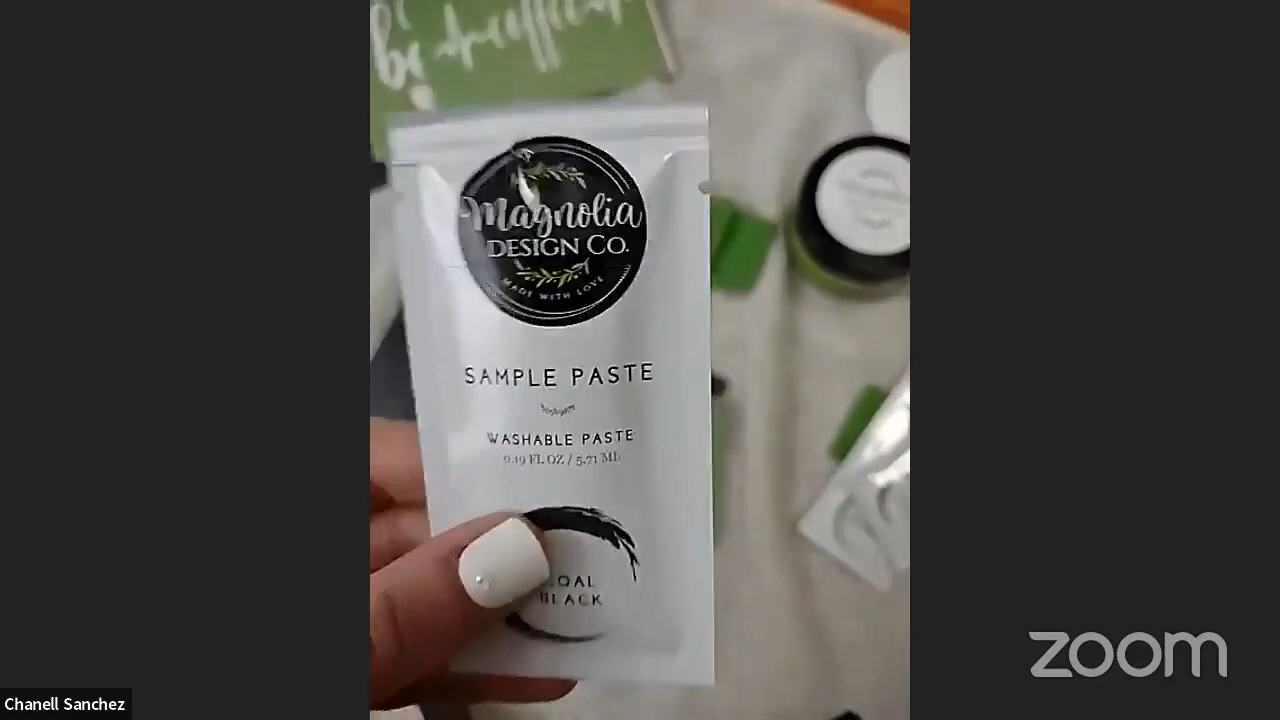 Magnolia
DESIGN CO.
MADE WITH LOVE
SAMPLE PASTE
WASHABLE PASTE
0.19 FL OZ / 5.71 ML
OAL
BLACK
zoom
Chanell Sanchez